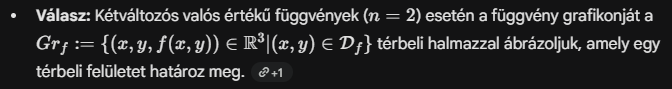 • Válasz: Kétváltozós valós értékű függvények (n = 2) esetén a függvény grafikonját a
Gr_f := {(x, y, f(x, y)) ∈ ℝ³|(x, y) ∈ 𝒟_f} térbeli halmazzal ábrázoljuk, amely egy
térbeli felületet határoz meg. +1